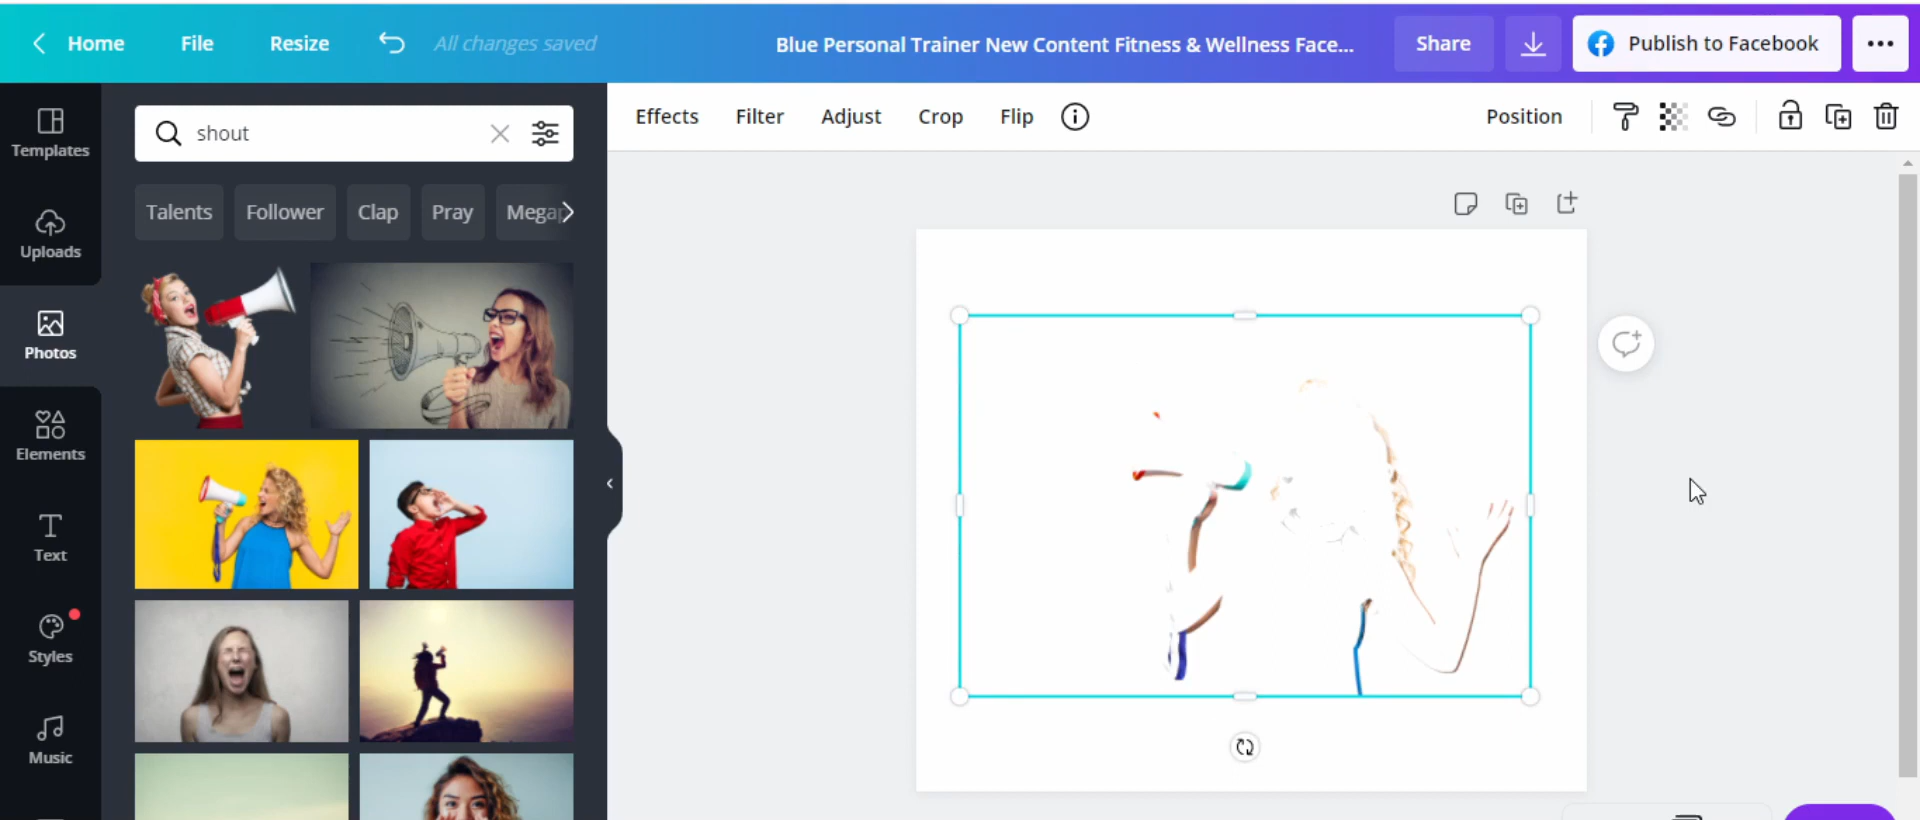 Home File Resize All changes saved Blue Personal Trainer New Content Fitness & Wellness Face... Share Publish to Facebook
shout
Effects Filter Adjust Crop Flip Position
Talents Follower Clap Pray
Templates
Uploads
Photos
Elements
Text
Styles
Music